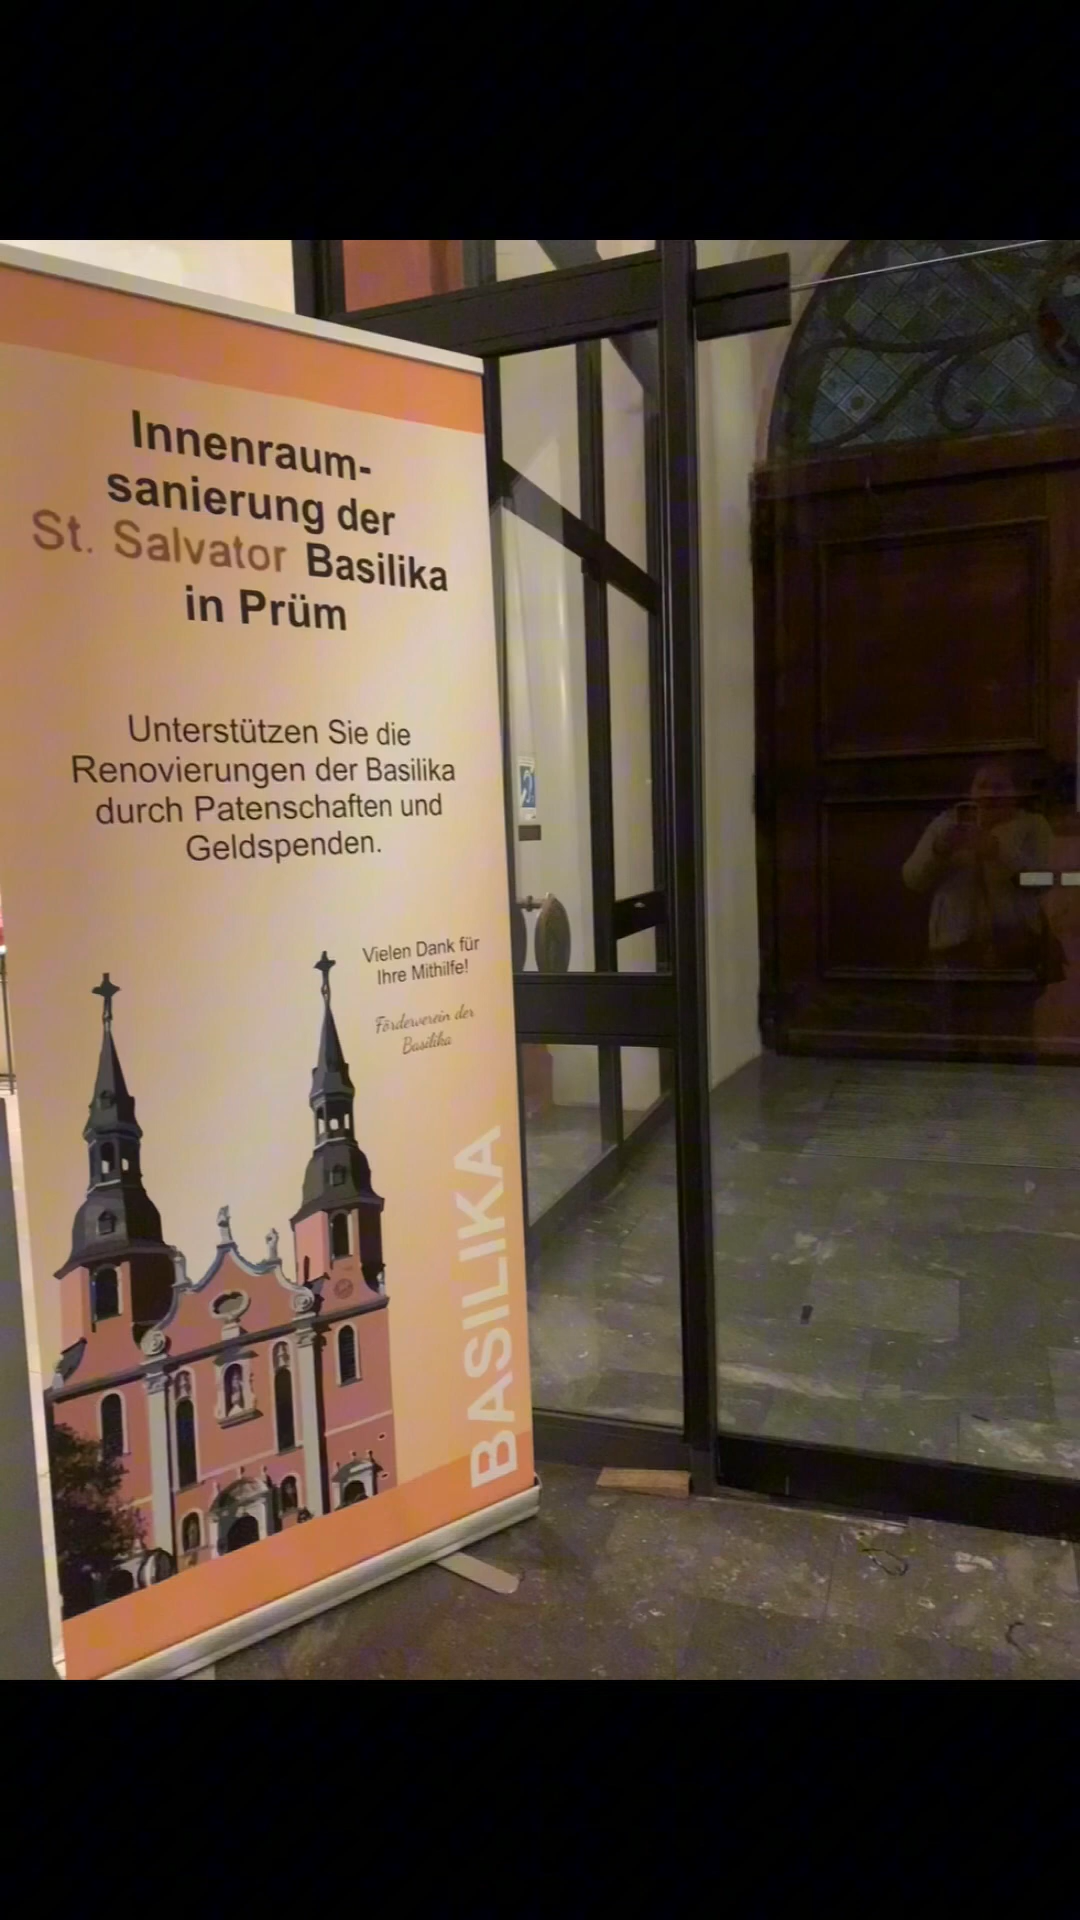 Innenraum-
sanierung der
St. Salvator Basilika
in Prüm
Unterstützen Sie die
Renovierungen der Basilika
durch Patenschaften und
Geldspenden.
Vielen Dank für
Ihre Mithilfe!
Förderverein der
Basilika
BASILIKA